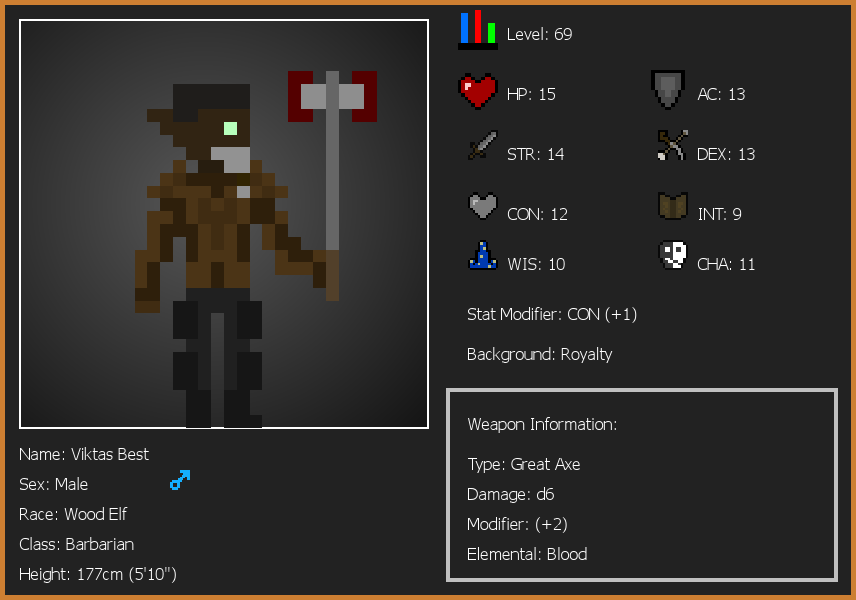 Level: 69
HP: 15
AC: 13
STR: 14
DEX: 13
CON: 12
INT: 9
WIS: 10
CHA: 11
Stat Modifier: CON (+1)
Background: Royalty
Weapon Information:
Type: Great Axe
Damage: d6
Modifier: (+2)
Elemental: Blood
Name: Viktas Best
Sex: Male
Race: Wood Elf
Class: Barbarian
Height: 177cm (5'10")